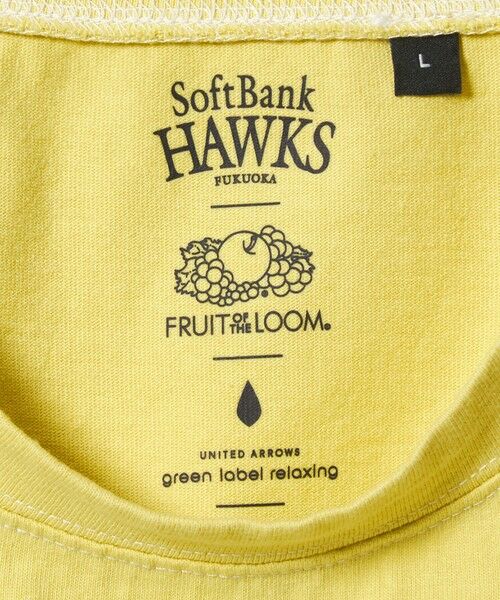 L
SoftBank
HAWKS
FUKUOKA
FRUIT OF THE LOOM®
UNITED ARROWS
green label relaxing